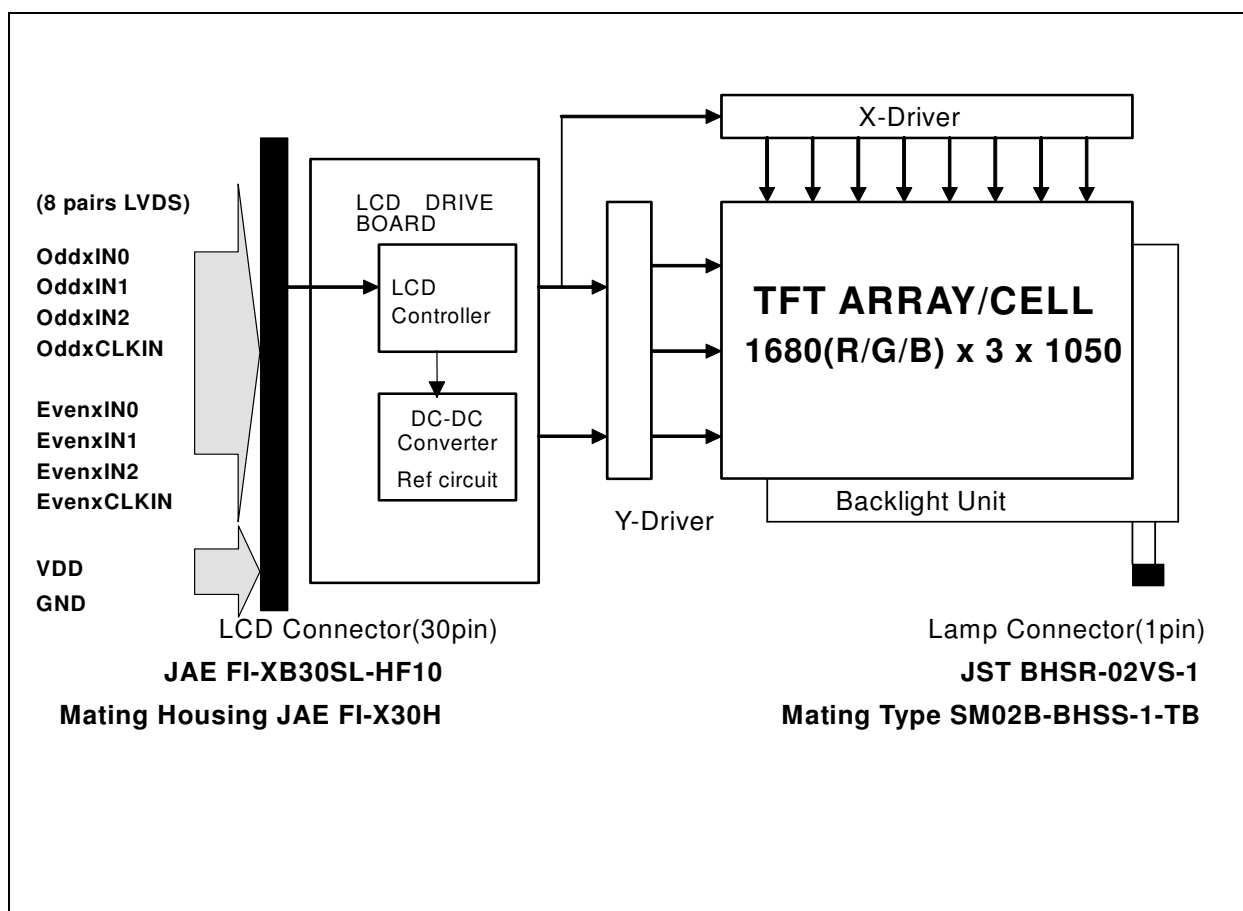 X-Driver
(8 pairs LVDS)
OddxIN0
OddxIN1
OddxIN2
OddxCLKIN
EvenxIN0
EvenxIN1
EvenxIN2
EvenxCLKIN
VDD
GND
LCD DRIVE
BOARD
LCD
Controller
DC-DC
Converter
Ref circuit
Y-Driver
TFT ARRAY/CELL
1680(R/G/B) x 3 x 1050
Backlight Unit
LCD Connector(30pin)
JAE FI-XB30SL-HF10
Mating Housing JAE FI-X30H
Lamp Connector(1pin)
JST BHSR-02VS-1
Mating Type SM02B-BHSS-1-TB